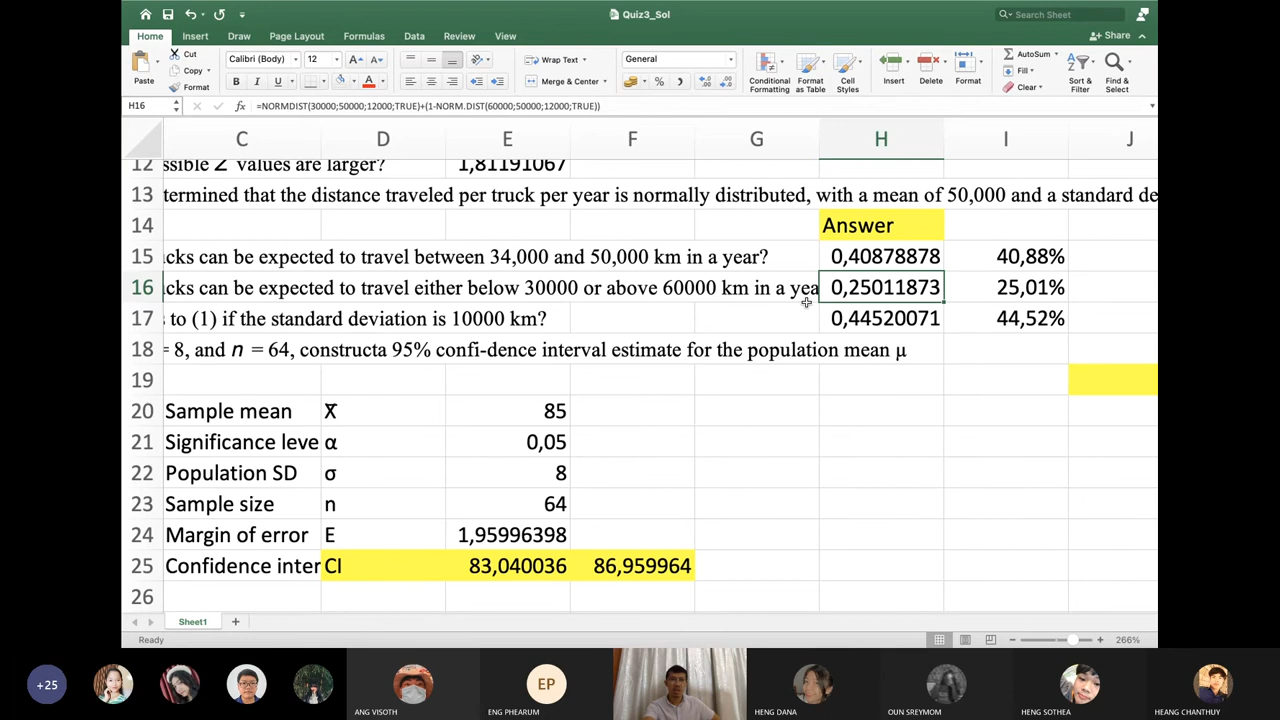 Quiz3_Sol
Search Sheet
Home Insert Draw Page Layout Formulas Data Review View
Share
Paste
Cut
Copy
Format
Calibri (Body) 12
B I U
Wrap Text
Merge & Center
General
Conditional Formatting
Format as Table
Cell Styles
Insert
Delete
Format
AutoSum
Fill
Clear
Sort & Filter
Find & Select
H16 fx =NORMDIST(30000;50000;12000;TRUE)+(1-NORM.DIST(60000;50000;12000;TRUE))
C D E F G H I J
12 ssible Z values are larger? 1,81191067
13 termined that the distance traveled per truck per year is normally distributed, with a mean of 50,000 and a standard de
14 Answer
15 icks can be expected to travel between 34,000 and 50,000 km in a year? 0,40878878 40,88%
16 icks can be expected to travel either below 30000 or above 60000 km in a yea 0,25011873 25,01%
17 s to (1) if the standard deviation is 10000 km? 0,44520071 44,52%
18 = 8, and n = 64, constructa 95% confi-dence interval estimate for the population mean μ
19
20 Sample mean X̄ 85
21 Significance leve α 0,05
22 Population SD σ 8
23 Sample size n 64
24 Margin of error E 1,95996398
25 Confidence inter CI 83,040036 86,959964
26
Sheet1 +
Ready 266%
+25
ANG VISOTH
EP
ENG PHEARUM
HENG DANA
OUN SREYMOM
HENG SOTHEA
HEANG CHANTHUY